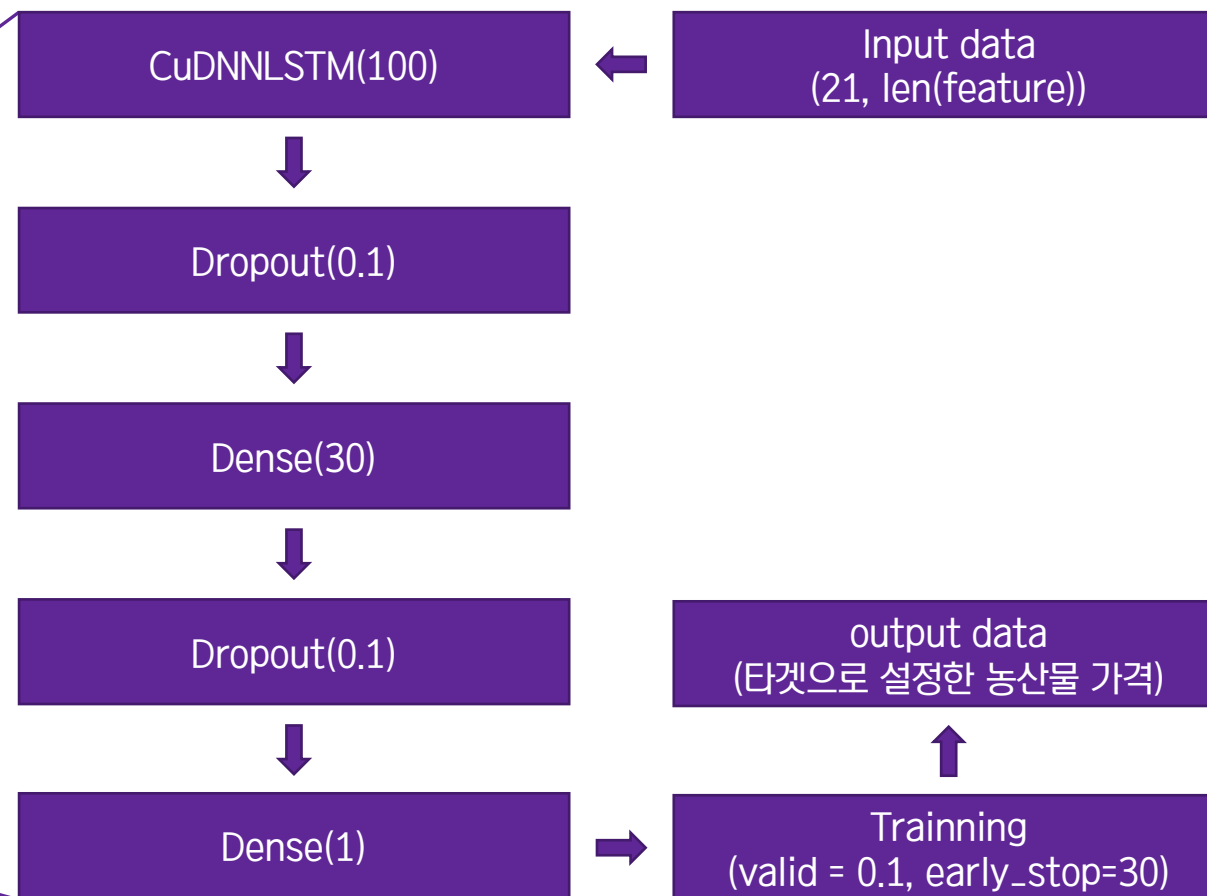 Input data
(21, len(feature))
CuDNNLSTM(100)
Dropout(0.1)
Dense(30)
Dropout(0.1)
Dense(1)
Trainning
(valid = 0.1, early_stop=30)
output data
(타겟으로 설정한 농산물 가격)